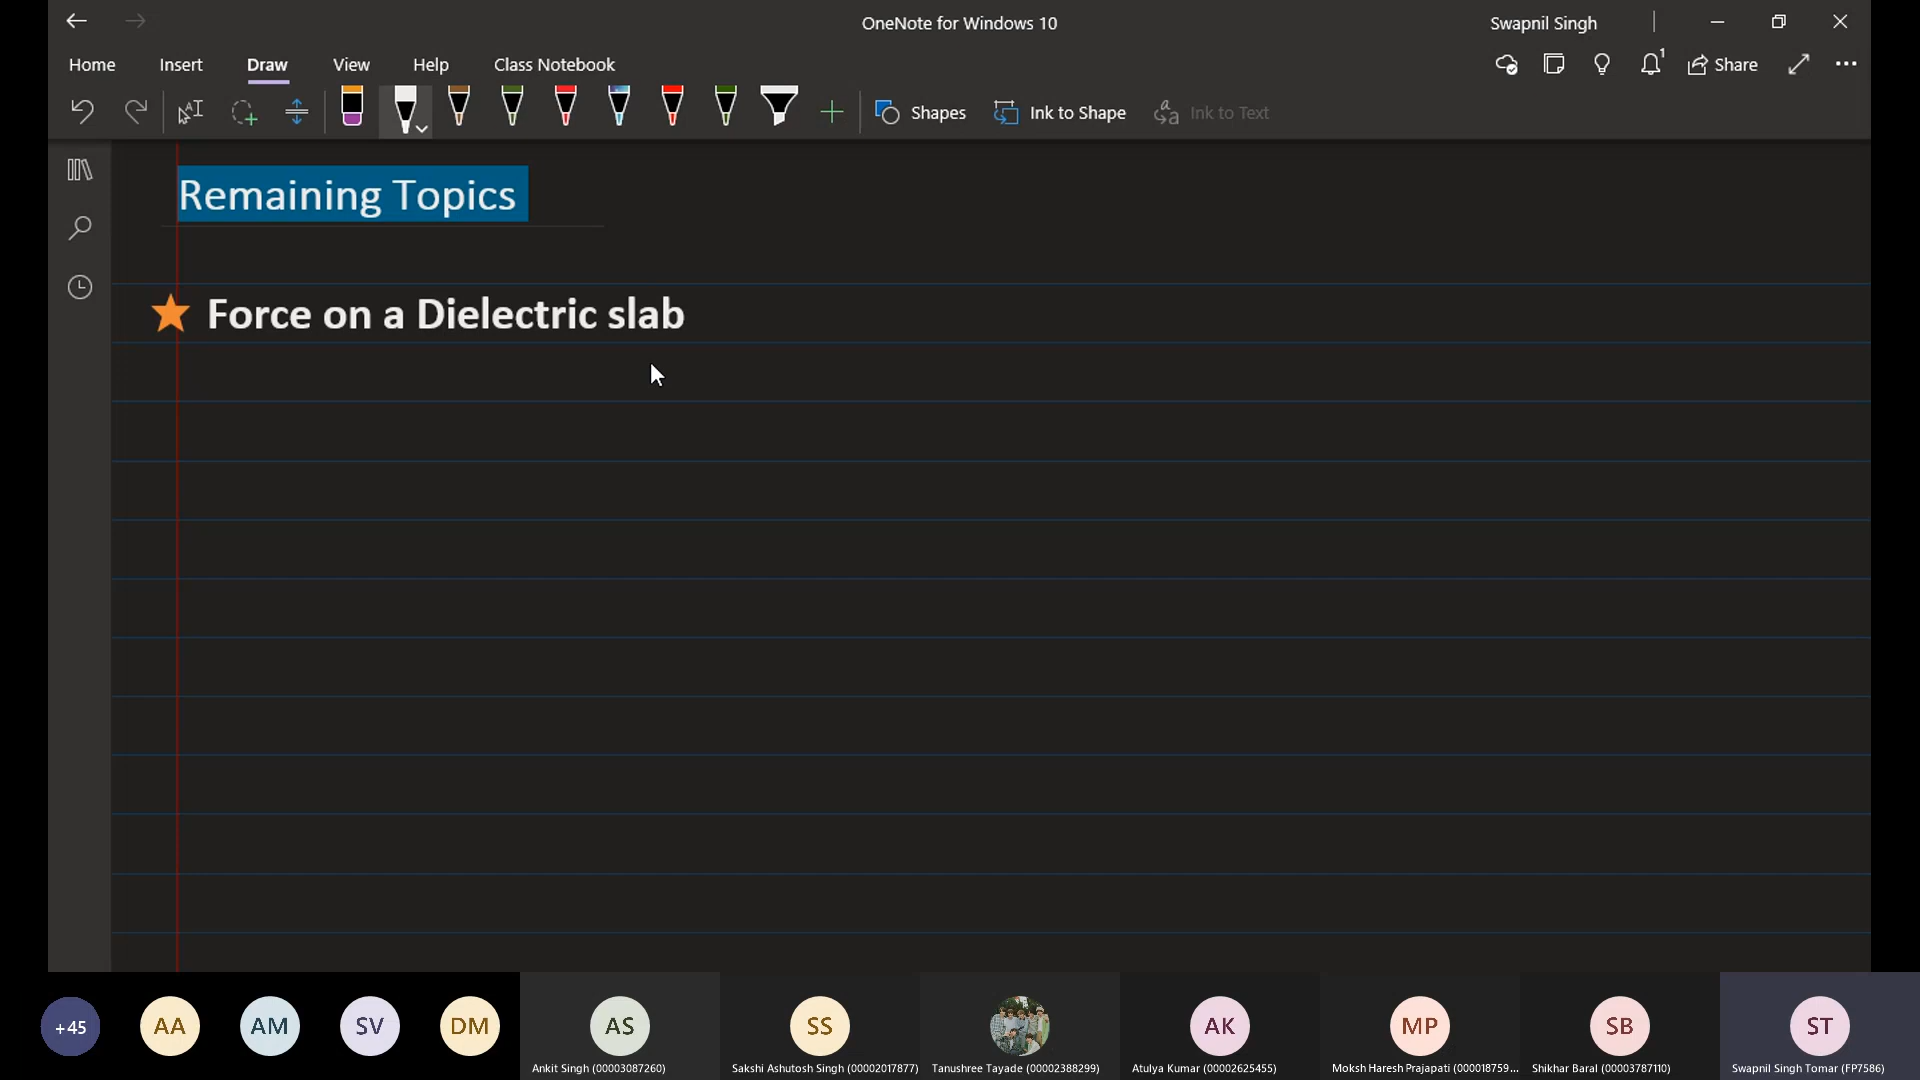 OneNote for Windows 10
Swapnil Singh
Home Insert Draw View Help Class Notebook
1 Share
Shapes Ink to Shape Ink to Text
Remaining Topics
Force on a Dielectric slab
+45 AA AM SV DM AS SS AK MP SB ST
Ankit Singh (00003087260) Sakshi Ashutosh Singh (00002017877) Tanushree Tayade (00002388299) Atulya Kumar (00002625455) Moksh Haresh Prajapati (000018759... Shikhar Baral (00003787110) Swapnil Singh Tomar (FP7586)